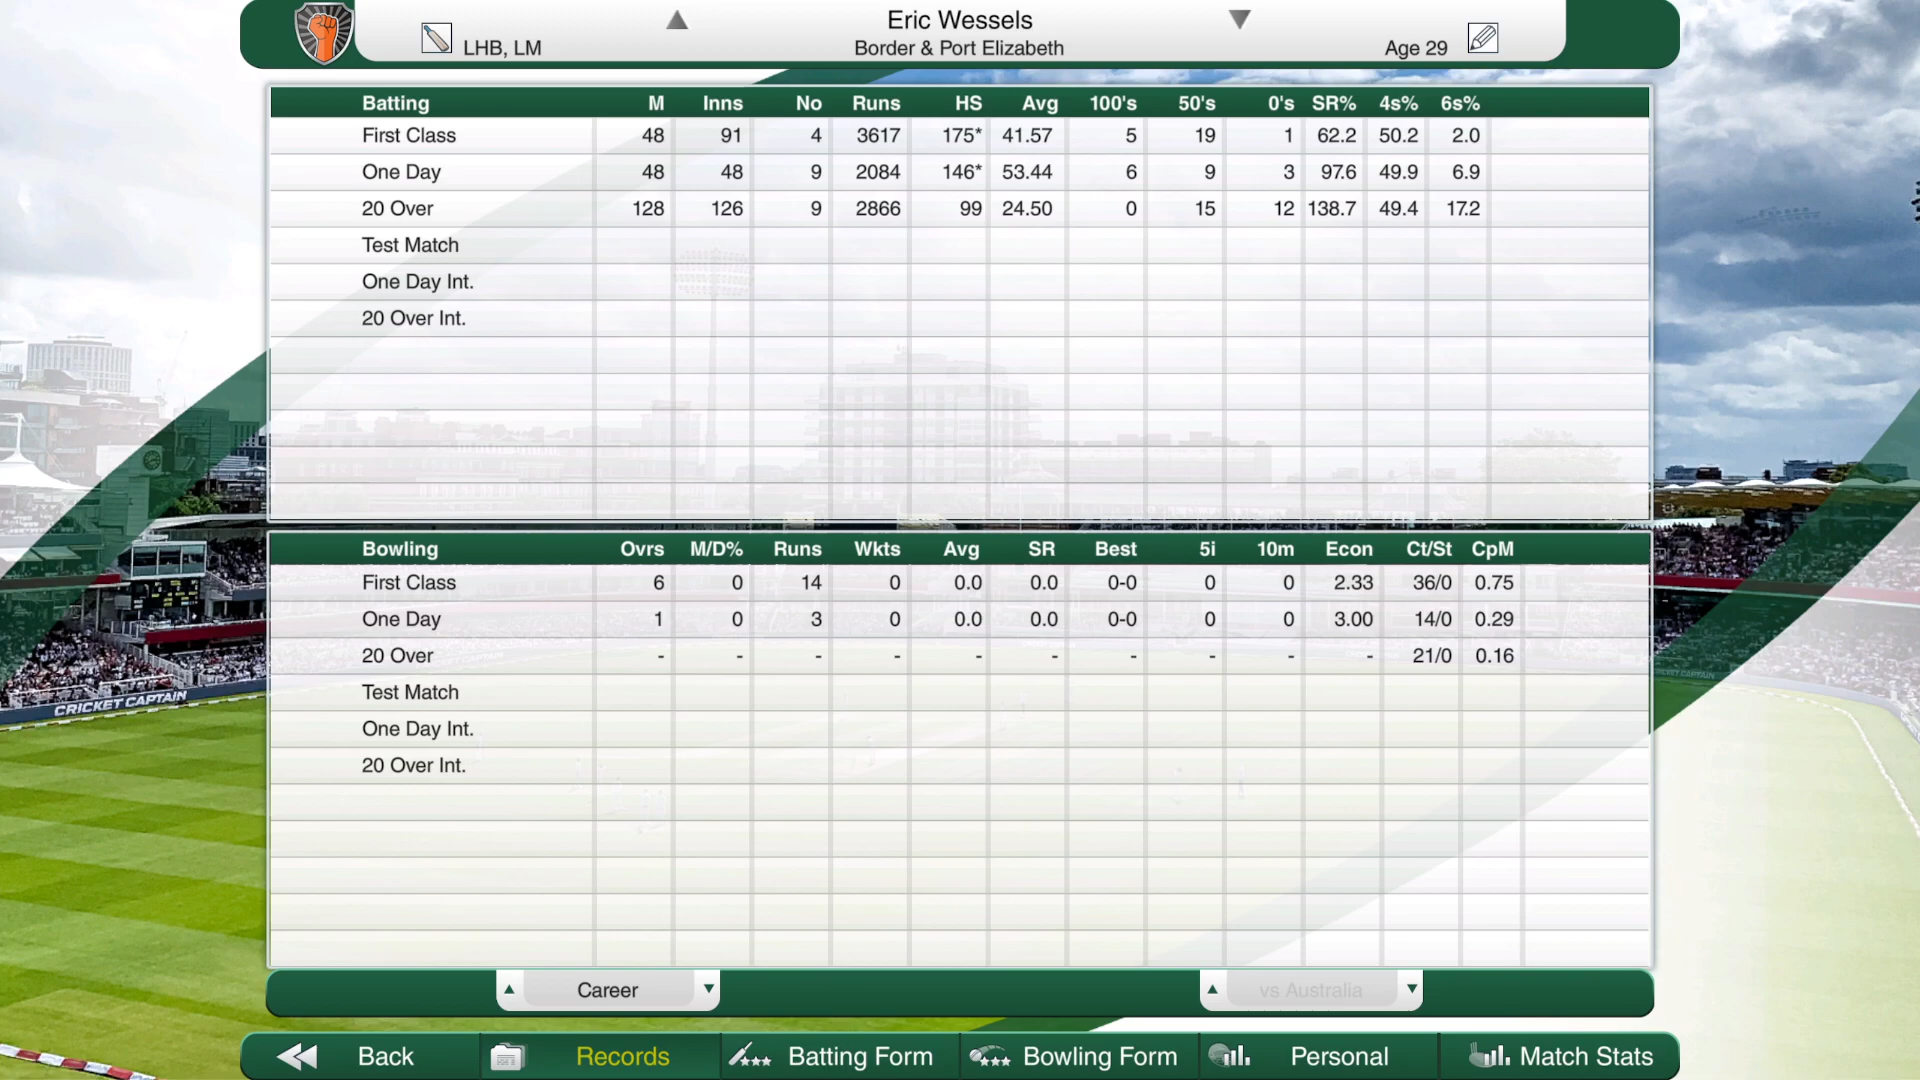 Eric Wessels
LHB, LM
Border & Port Elizabeth
Age 29
Batting M Inns No Runs HS Avg 100's 50's 0's SR% 4s% 6s%
First Class 48 91 4 3617 175* 41.57 5 19 1 62.2 50.2 2.0
One Day 48 48 9 2084 146* 53.44 6 9 3 97.6 49.9 6.9
20 Over 128 126 9 2866 99 24.50 0 15 12 138.7 49.4 17.2
Test Match
One Day Int.
20 Over Int.
Bowling Ovrs M/D% Runs Wkts Avg SR Best 5i 10m Econ Ct/St CpM
First Class 6 0 14 0 0.0 0.0 0-0 0 0 2.33 36/0 0.75
One Day 1 0 3 0 0.0 0.0 0-0 0 0 3.00 14/0 0.29
20 Over - - - - - - - - - - 21/0 0.16
Test Match
One Day Int.
20 Over Int.
CRICKET CAPTAIN
Career
vs Australia
Back
Records
Batting Form
Bowling Form
Personal
Match Stats